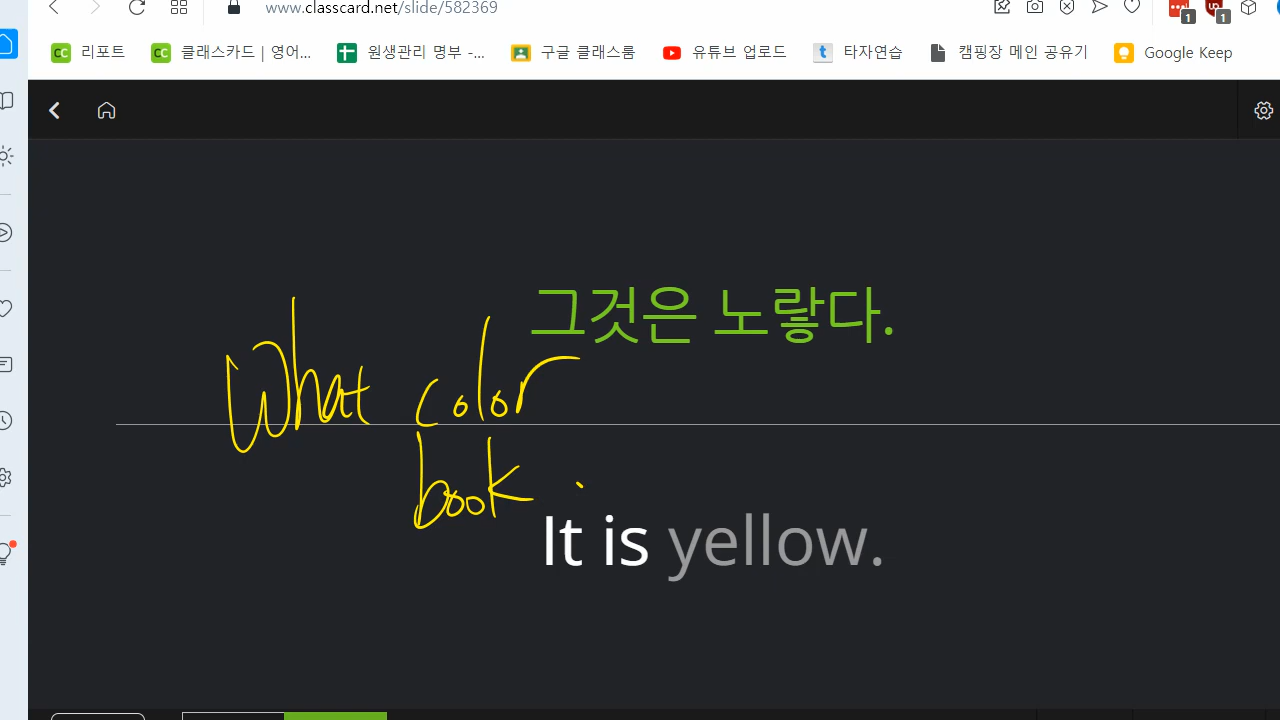 www.classcard.net/slide/582369
1 1
리포트 클래스카드 | 영어... 원생관리 명부 -... 구글 클래스룸 유튜브 업로드 타자연습 캠핑장 메인 공유기 Google Keep
그것은 노랗다.
What color
book
It is yellow.